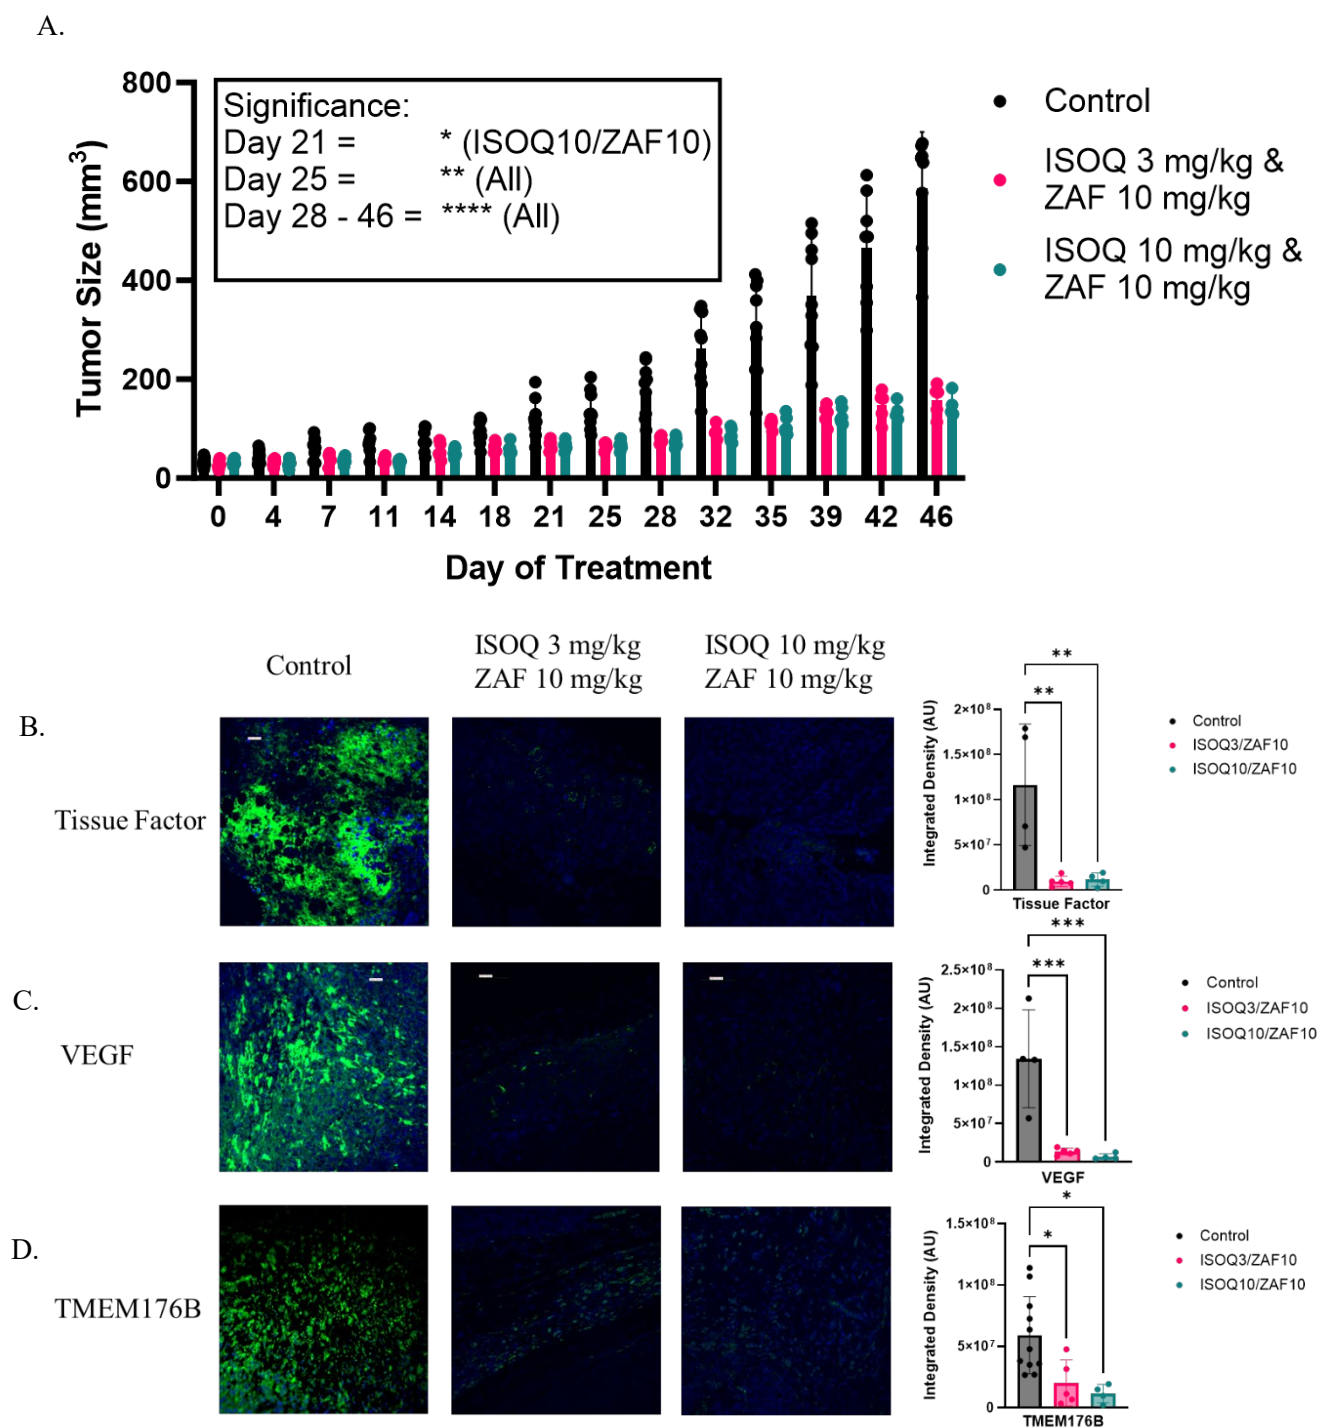 A.
800
600
400
200
0
Tumor Size (mm³)
Significance:
Day 21 = * (ISOQ10/ZAF10)
Day 25 = ** (All)
Day 28 - 46 = **** (All)
Control
ISOQ 3 mg/kg &
ZAF 10 mg/kg
ISOQ 10 mg/kg &
ZAF 10 mg/kg
0 4 7 11 14 18 21 25 28 32 35 39 42 46
Day of Treatment
Control
ISOQ 3 mg/kg
ZAF 10 mg/kg
ISOQ 10 mg/kg
ZAF 10 mg/kg
B.
Tissue Factor
Integrated Density (AU)
2×10⁸
1.5×10⁸
1×10⁸
5×10⁷
0
**
**
Tissue Factor
Control
ISOQ3/ZAF10
ISOQ10/ZAF10
C.
VEGF
Integrated Density (AU)
2.5×10⁸
2×10⁸
1.5×10⁸
1×10⁸
5×10⁷
0
***
***
VEGF
Control
ISOQ3/ZAF10
ISOQ10/ZAF10
D.
TMEM176B
Integrated Density (AU)
1.5×10⁸
1×10⁸
5×10⁷
0
*
*
TMEM176B
Control
ISOQ3/ZAF10
ISOQ10/ZAF10